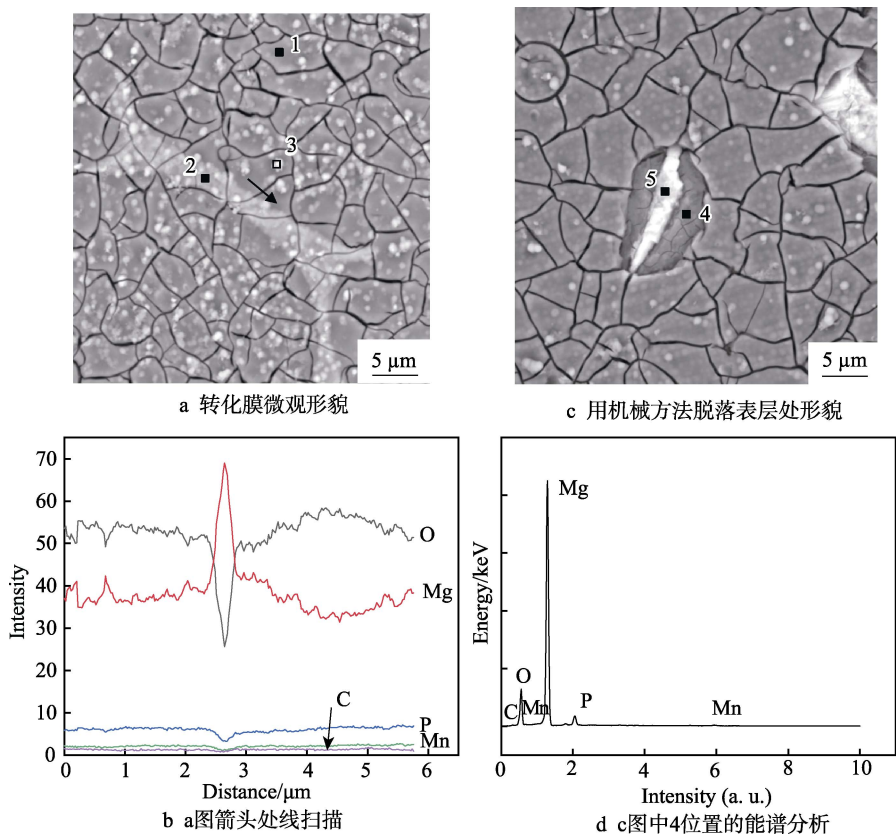 1
2
3
5 μm
a 转化膜微观形貌
5
4
5 μm
c 用机械方法脱落表层处形貌
Intensity
70
60
50
40
30
20
10
0
O
Mg
C
P
Mn
0 1 2 3 4 5 6
Distance/μm
b a图箭头处线扫描
Energy/keV
Mg
O
C
Mn
P
Mn
0 2 4 6 8 10
Intensity (a. u.)
d c图中4位置的能谱分析